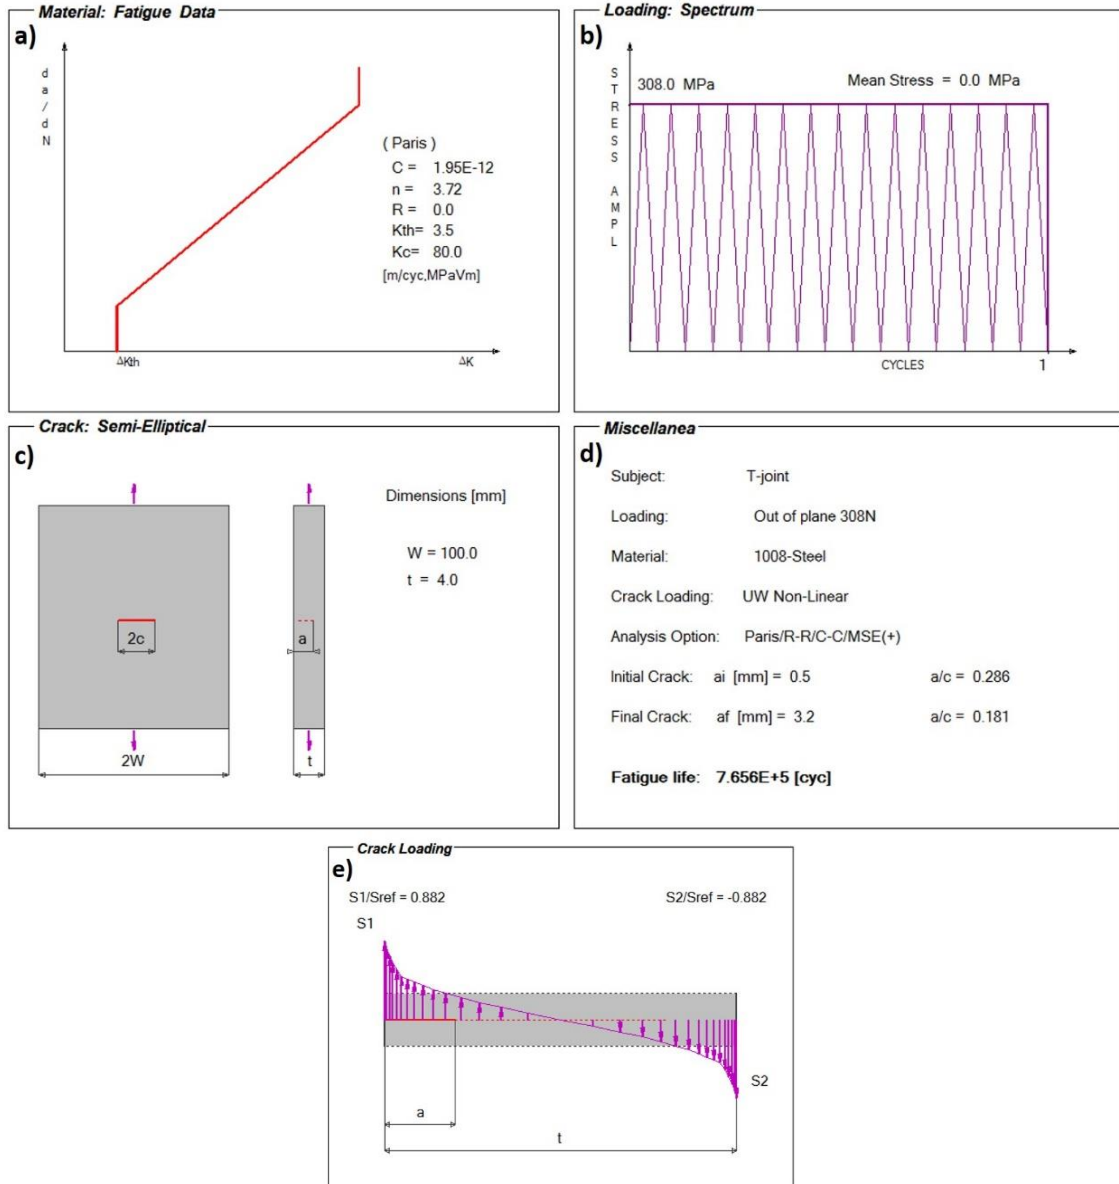 Material: Fatigue Data
a)
da/dN
( Paris )
C = 1.95E-12
n = 3.72
R = 0.0
Kth= 3.5
Kc= 80.0
[m/cyc,MPaVm]
ΔKth
ΔK
Loading: Spectrum
b)
STRESS AMPL
308.0 MPa
Mean Stress = 0.0 MPa
CYCLES
1
Crack: Semi-Elliptical
c)
Dimensions [mm]
W = 100.0
t = 4.0
2c
a
2W
t
Miscellanea
d)
Subject: T-joint
Loading: Out of plane 308N
Material: 1008-Steel
Crack Loading: UW Non-Linear
Analysis Option: Paris/R-R/C-C/MSE(+)
Initial Crack: ai [mm] = 0.5 a/c = 0.286
Final Crack: af [mm] = 3.2 a/c = 0.181
Fatigue life: 7.656E+5 [cyc]
Crack Loading
e)
S1/Sref = 0.882 S2/Sref = -0.882
S1
S2
a
t